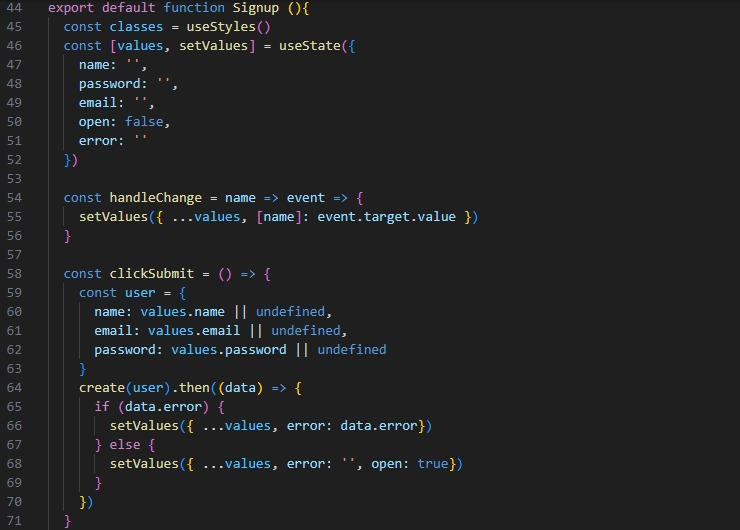 44 export default function Signup (){
45   const classes = useStyles()
46   const [values, setValues] = useState({
47     name: '',
48     password: '',
49     email: '',
50     open: false,
51     error: ''
52   })
53
54   const handleChange = name => event => {
55     setValues({ ...values, [name]: event.target.value })
56   }
57
58   const clickSubmit = () => {
59     const user = {
60       name: values.name || undefined,
61       email: values.email || undefined,
62       password: values.password || undefined
63     }
64     create(user).then((data) => {
65       if (data.error) {
66         setValues({ ...values, error: data.error})
67       } else {
68         setValues({ ...values, error: '', open: true})
69       }
70     })
71   }